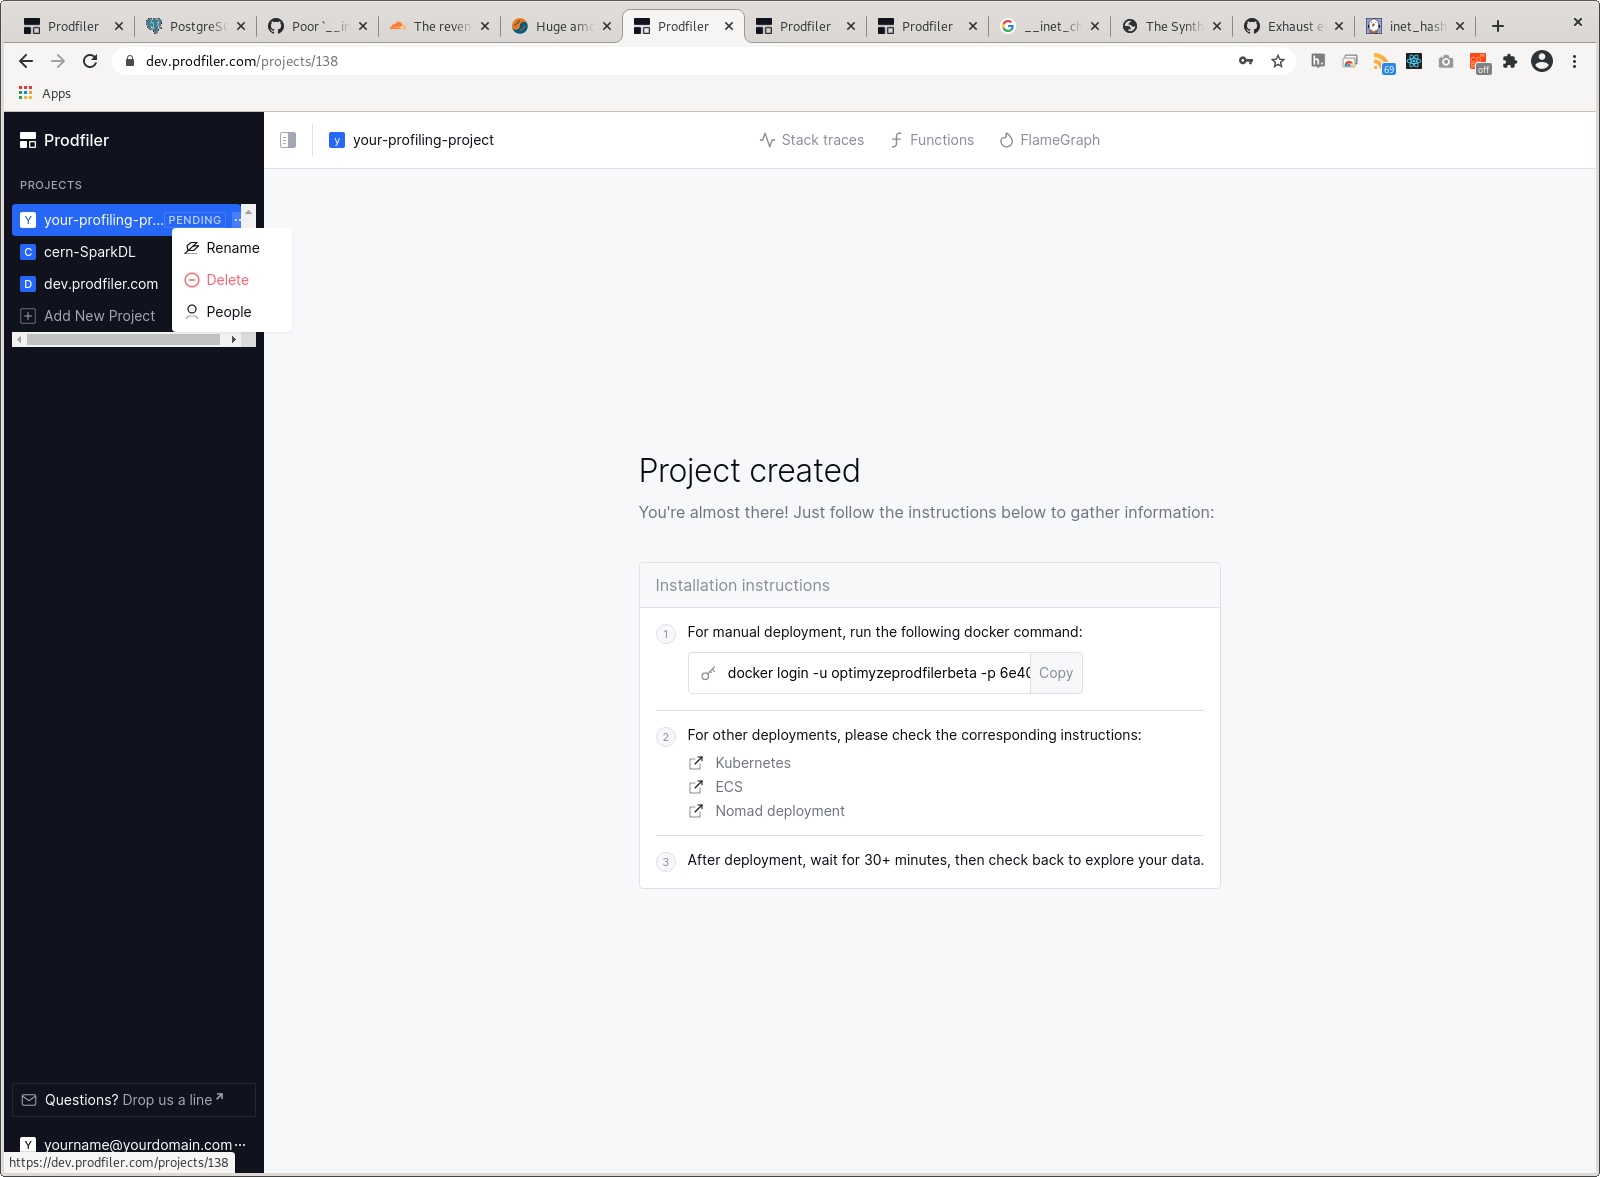 Prodfiler
PostgreS
Poor `__in
The reven
Huge amo
Prodfiler
Prodfiler
Prodfiler
__inet_ch
The Synth
Exhaust e
inet_hash
dev.prodfiler.com/projects/138
69
off
Apps
Prodfiler
y your-profiling-project
Stack traces
Functions
FlameGraph
PROJECTS
Y your-profiling-pr... PENDING ...
C cern-SparkDL
D dev.prodfiler.com
Add New Project
Rename
Delete
People
Project created
You're almost there! Just follow the instructions below to gather information:
Installation instructions
1 For manual deployment, run the following docker command:
docker login -u optimyzeprodfilerbeta -p 6e40
Copy
2 For other deployments, please check the corresponding instructions:
Kubernetes
ECS
Nomad deployment
3 After deployment, wait for 30+ minutes, then check back to explore your data.
Questions? Drop us a line
Y yourname@yourdomain.com ...
https://dev.prodfiler.com/projects/138